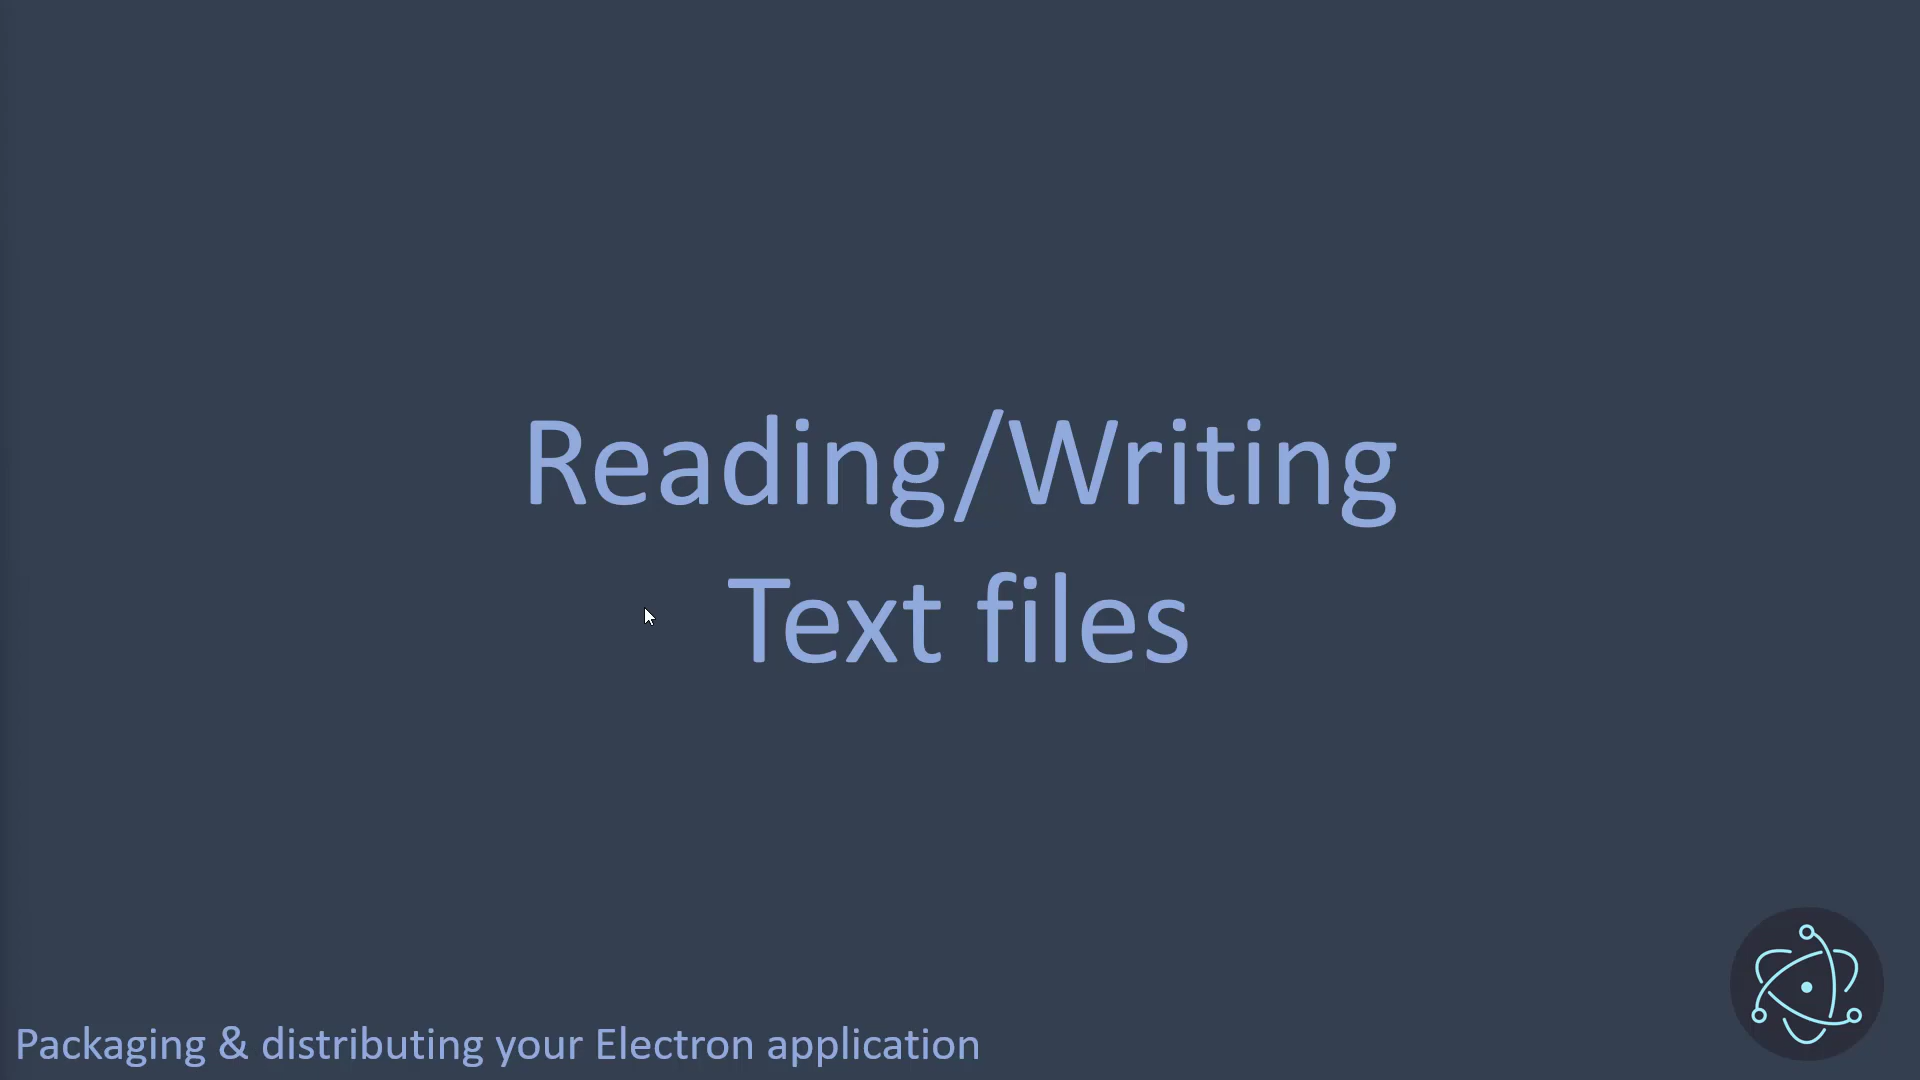 Reading/Writing
Text files
Packaging & distributing your Electron application